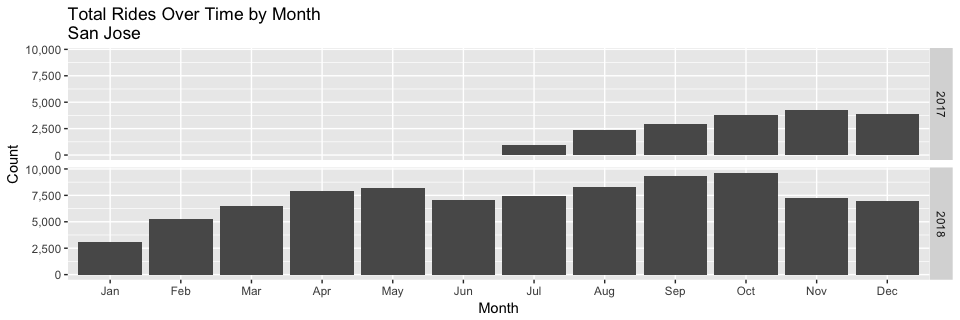 Total Rides Over Time by Month
San Jose
10,000
7,500
5,000
2,500
0
2017
Count
10,000
7,500
5,000
2,500
0
2018
Jan Feb Mar Apr May Jun Jul Aug Sep Oct Nov Dec
Month